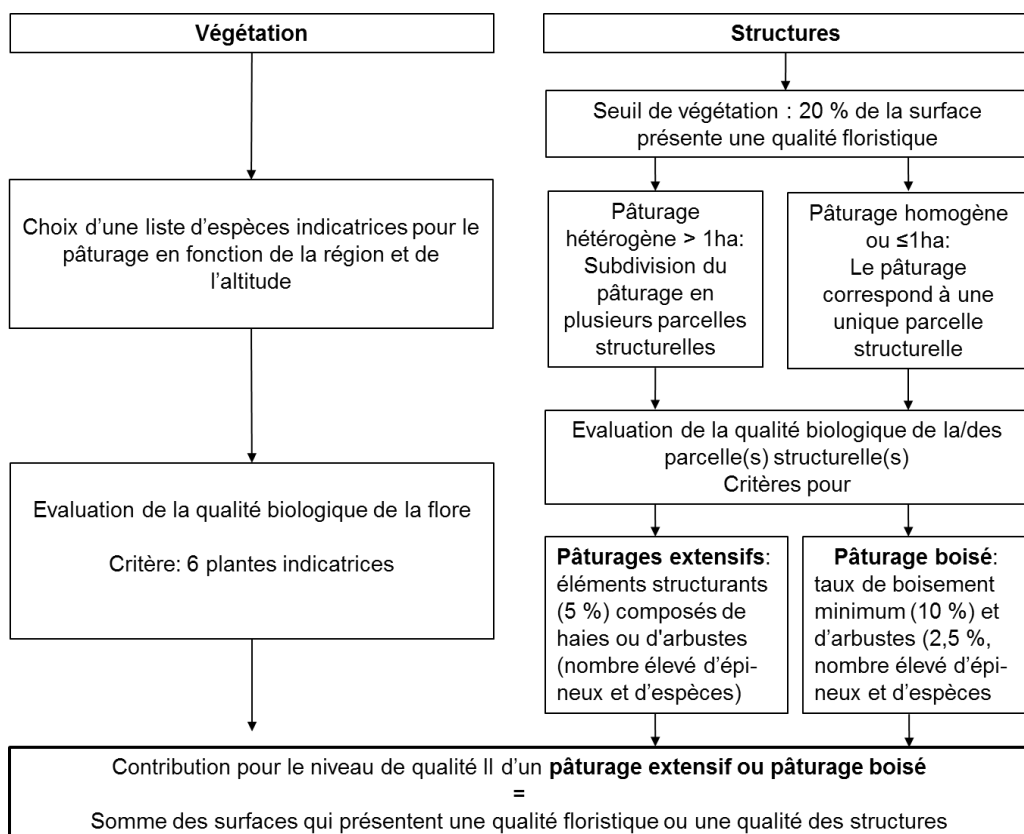 Végétation
Choix d'une liste d'espèces indicatrices pour le
pâturage en fonction de la région et de
l'altitude
Evaluation de la qualité biologique de la flore
Critère: 6 plantes indicatrices
Structures
Seuil de végétation : 20 % de la surface
présente une qualité floristique
Pâturage
hétérogène > 1ha:
Subdivision du
pâturage en
plusieurs parcelles
structurelles
Pâturage homogène
ou ≤1ha:
Le pâturage
correspond à une
unique parcelle
structurelle
Evaluation de la qualité biologique de la/des
parcelle(s) structurelle(s)
Critères pour
Pâturages extensifs:
éléments structurants
(5 %) composés de
haies ou d'arbustes
(nombre élevé d'épi-
neux et d'espèces)
Pâturage boisé:
taux de boisement
minimum (10 %) et
d'arbustes (2,5 %,
nombre élevé d'épi-
neux et d'espèces
Contribution pour le niveau de qualité II d'un pâturage extensif ou pâturage boisé
=
Somme des surfaces qui présentent une qualité floristique ou une qualité des structures